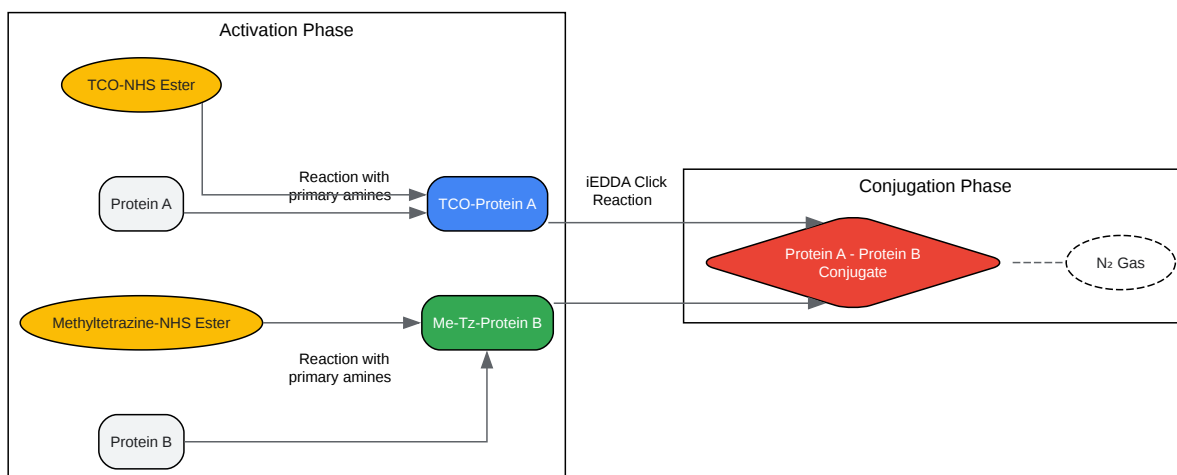 Activation Phase
TCO-NHS Ester
Reaction with
primary amines
Protein A
TCO-Protein A
iEDDA Click
Reaction
Conjugation Phase
Protein A - Protein B
Conjugate
N₂ Gas
Methyltetrazine-NHS Ester
Me-Tz-Protein B
Reaction with
primary amines
Protein B